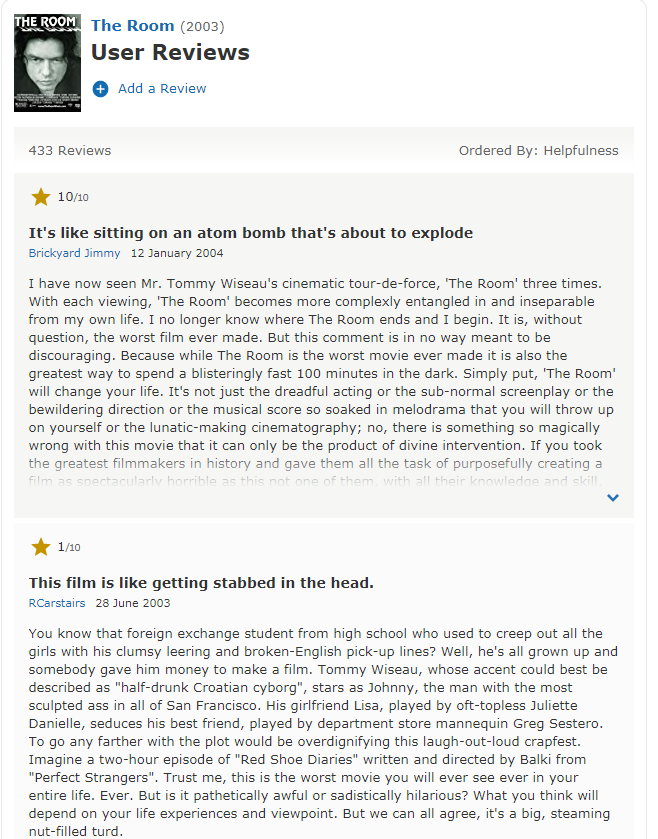 THE ROOM
The Room (2003)
User Reviews
Add a Review
433 Reviews
Ordered By: Helpfulness
10/10
It's like sitting on an atom bomb that's about to explode
Brickyard Jimmy 12 January 2004
I have now seen Mr. Tommy Wiseau's cinematic tour-de-force, 'The Room' three times.
With each viewing, 'The Room' becomes more complexly entangled in and inseparable
from my own life. I no longer know where The Room ends and I begin. It is, without
question, the worst film ever made. But this comment is in no way meant to be
discouraging. Because while The Room is the worst movie ever made it is also the
greatest way to spend a blisteringly fast 100 minutes in the dark. Simply put, 'The Room'
will change your life. It's not just the dreadful acting or the sub-normal screenplay or the
bewildering direction or the musical score so soaked in melodrama that you will throw up
on yourself or the lunatic-making cinematography; no, there is something so magically
wrong with this movie that it can only be the product of divine intervention. If you took
the greatest filmmakers in history and gave them all the task of purposefully creating a
film as spectacularly horrible as this not one of them, with all their knowledge and skill,
1/10
This film is like getting stabbed in the head.
RCarstairs 28 June 2003
You know that foreign exchange student from high school who used to creep out all the
girls with his clumsy leering and broken-English pick-up lines? Well, he's all grown up and
somebody gave him money to make a film. Tommy Wiseau, whose accent could best be
described as "half-drunk Croatian cyborg", stars as Johnny, the man with the most
sculpted ass in all of San Francisco. His girlfriend Lisa, played by oft-topless Juliette
Danielle, seduces his best friend, played by department store mannequin Greg Sestero.
To go any farther with the plot would be overdignifying this laugh-out-loud crapfest.
Imagine a two-hour episode of "Red Shoe Diaries" written and directed by Balki from
"Perfect Strangers". Trust me, this is the worst movie you will ever see ever in your
entire life. Ever. But is it pathetically awful or sadistically hilarious? What you think will
depend on your life experiences and viewpoint. But we can all agree, it's a big, steaming
nut-filled turd.